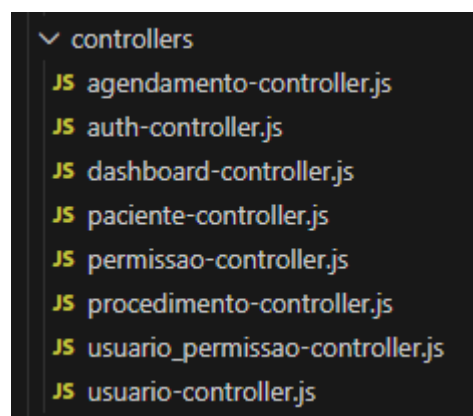 controllers
JS agendamento-controller.js
JS auth-controller.js
JS dashboard-controller.js
JS paciente-controller.js
JS permissao-controller.js
JS procedimento-controller.js
JS usuario_permissao-controller.js
JS usuario-controller.js